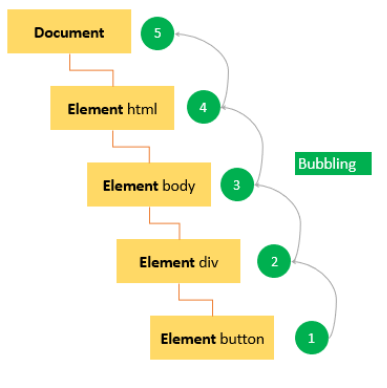 Document
5
Element html
4
Bubbling
Element body
3
Element div
2
Element button
1